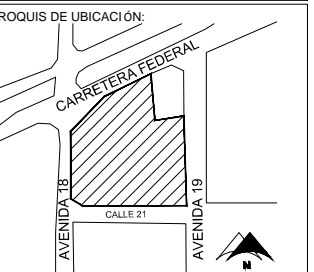 ROQUIS DE UBICACIÓN:
CARRETERA FEDERAL
AVENIDA 18
AVENIDA 19
CALLE 21
N